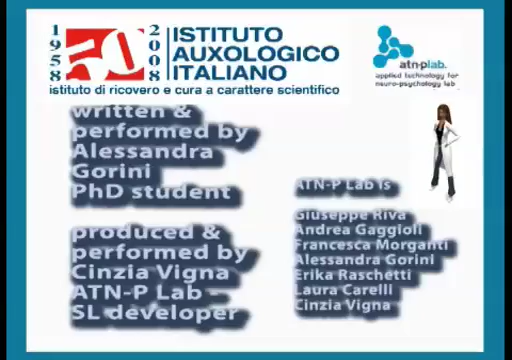 1958
50
2008
ISTITUTO
AUXOLOGICO
ITALIANO
istituto di ricovero e cura a carattere scientifico
atn-plab.
applied technology for
neuro-psychology lab
written &
performed by
Alessandra
Gorini
PhD student
produced &
performed by
Cinzia Vigna
ATN-P Lab
SL developer
ATN-P Lab is
Giuseppe Riva
Andrea Gaggioli
Francesca Morganti
Alessandra Gorini
Erika Raschetti
Laura Carelli
Cinzia Vigna